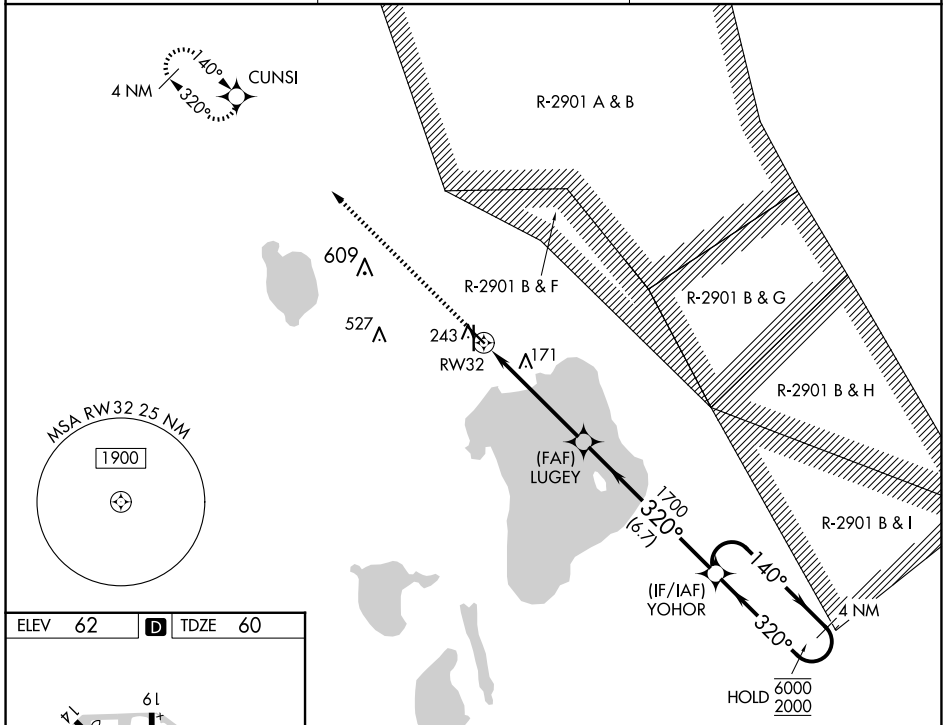 140°
CUNSI
4 NM
320°
R-2901 A & B
609
R-2901 B & F
R-2901 B & G
527
243
RW32
171
R-2901 B & H
MSA RW32 25 NM
1900
(FAF)
LUGEY
1700
320°
(6.7)
R-2901 B & I
140°
(IF/IAF)
YOHOR
4 NM
320°
HOLD 6000
2000
ELEV 62 D TDZE 60
14
19